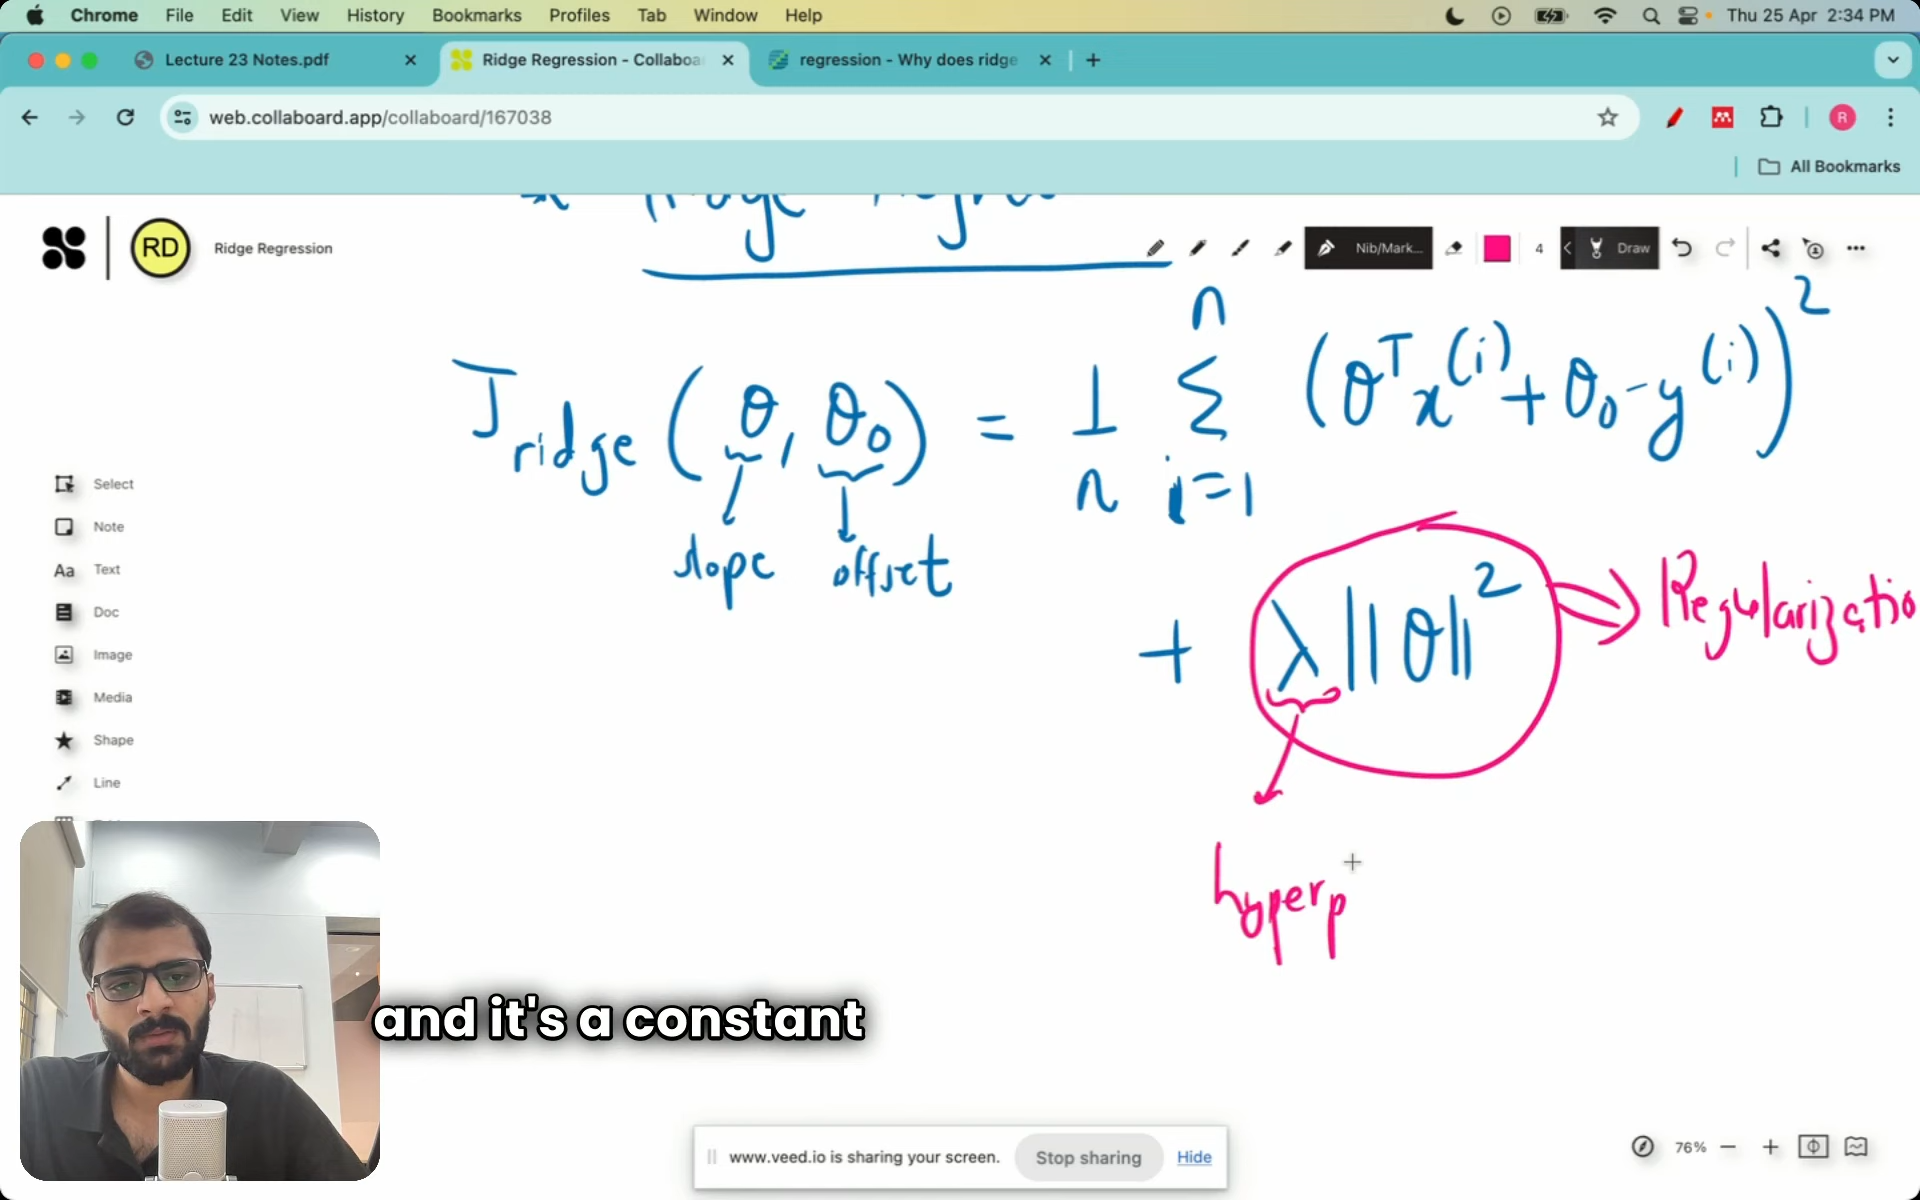 Chrome File Edit View History Bookmarks Profiles Tab Window Help Thu 25 Apr 2:34 PM
Lecture 23 Notes.pdf Ridge Regression - Collaboa regression - Why does ridge
web.collaboard.app/collaboard/167038 R
All Bookmarks
RD Ridge Regression Nib/Mark... 4 Draw
J ridge (θ, θ₀) = 1/n Σ i=1 n (θᵀx⁽ⁱ⁾ + θ₀ - y⁽ⁱ⁾)²
slope offset
+ λ||θ||² Regularizatio
hyperp
Select
Note
Aa Text
Doc
Image
Media
Shape
Line
and it's a constant
www.veed.io is sharing your screen. Stop sharing Hide
76%